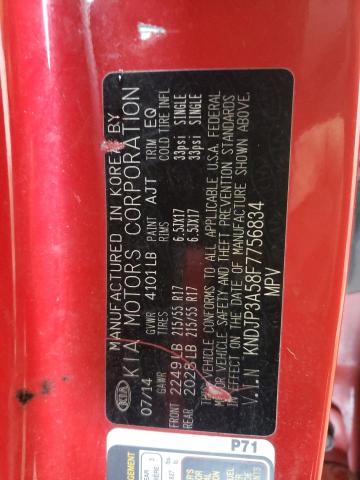 MANUFACTURED IN KOREA BY
KIA KIA MOTORS CORPORATION
07/14 GVWR 4101LB PAINT AJT TRIM EQ
GAWR RIMS COLD TIRE INFL
FRONT 2249LB 215/55 R17 6.5JX17 33psi SINGLE
REAR 2028LB 215/55 R17 6.5JX17 33psi SINGLE
THIS VEHICLE CONFORMS TO ALL APPLICABLE U.S.A. FEDERAL
MOTOR VEHICLE SAFETY AND THEFT PREVENTION STANDARDS
IN EFFECT ON THE DATE OF MANUFACTURE SHOWN ABOVE.
V.I.N KNDJP3A58F7756834
MPV
P71